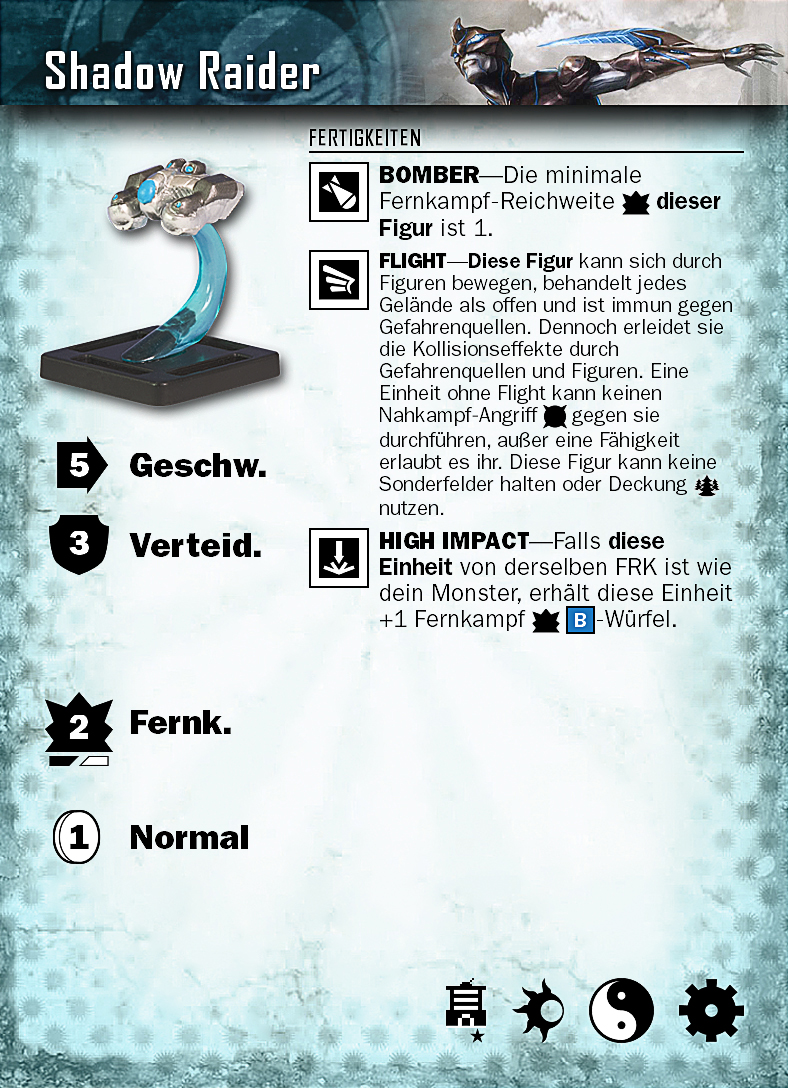 Shadow Raider
FERTIGKEITEN
BOMBER—Die minimale
Fernkampf-Reichweite dieser
Figur ist 1.
FLIGHT—Diese Figur kann sich durch
Figuren bewegen, behandelt jedes
Gelände als offen und ist immun gegen
Gefahrenquellen. Dennoch erleidet sie
die Kollisionseffekte durch
Gefahrenquellen und Figuren. Eine
Einheit ohne Flight kann keinen
Nahkampf-Angriff gegen sie
durchführen, außer eine Fähigkeit
erlaubt es ihr. Diese Figur kann keine
Sonderfelder halten oder Deckung
nutzen.
HIGH IMPACT—Falls diese
Einheit von derselben FRK ist wie
dein Monster, erhält diese Einheit
+1 Fernkampf B-Würfel.
5 Geschw.
3 Verteid.
2 Fernk.
1 Normal